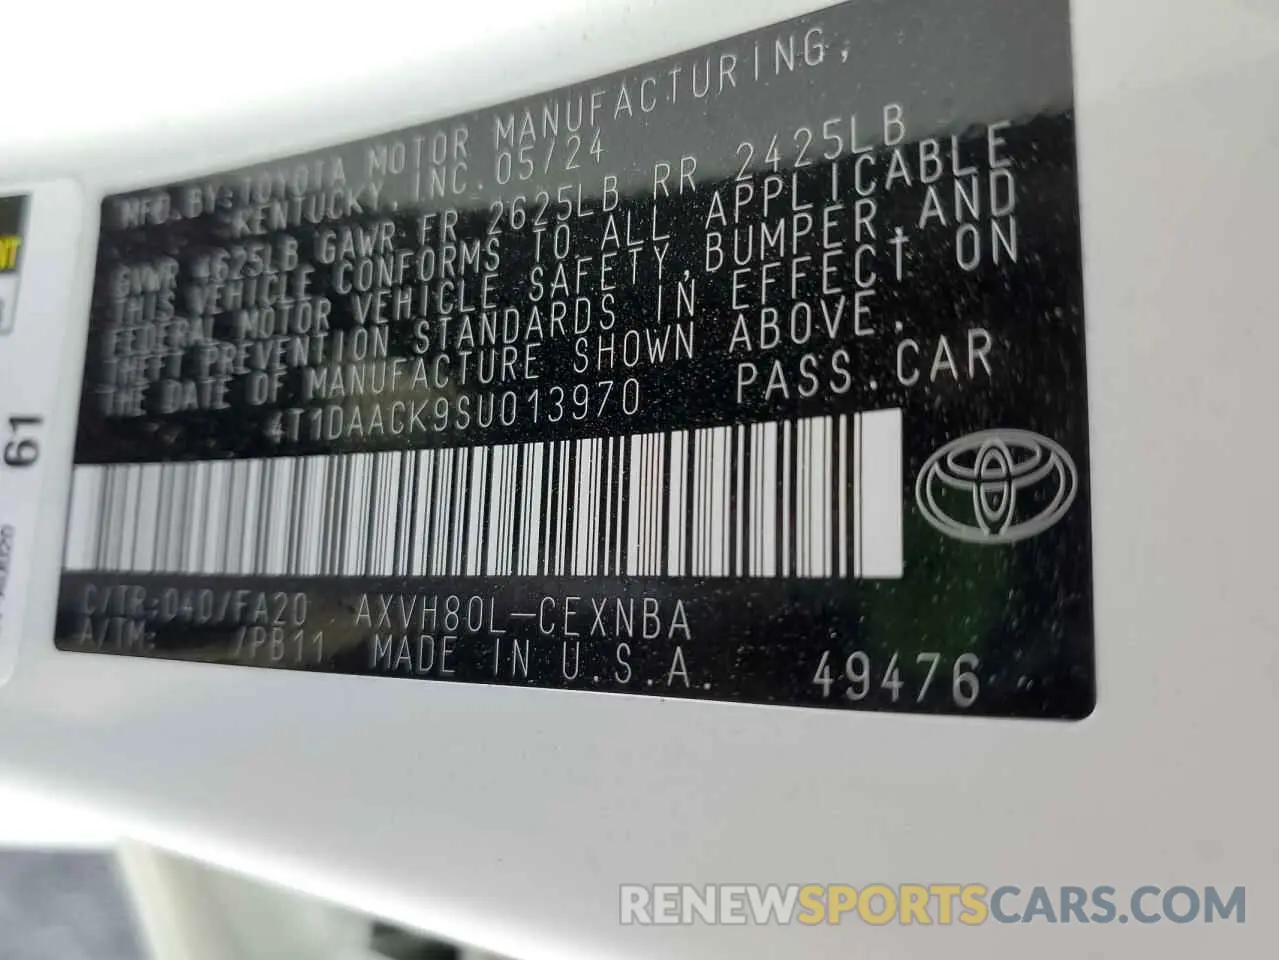 MFD. BY: TOYOTA MOTOR MANUFACTURING,
KENTUCKY, INC. 05/24
GVWR 4625LB GAWR FR 2625LB RR 2425LB
THIS VEHICLE CONFORMS TO ALL APPLICABLE
FEDERAL MOTOR VEHICLE SAFETY, BUMPER, AND
THEFT PREVENTION STANDARDS IN EFFECT ON
THE DATE OF MANUFACTURE SHOWN ABOVE.
4T1DAACK9SU013970 PASS. CAR
C/TR:040/FA20 AXVH80L-CEXNBA
A/TM: /PB11 MADE IN U.S.A. 49476
61
RENEWSPORTSCARS.COM